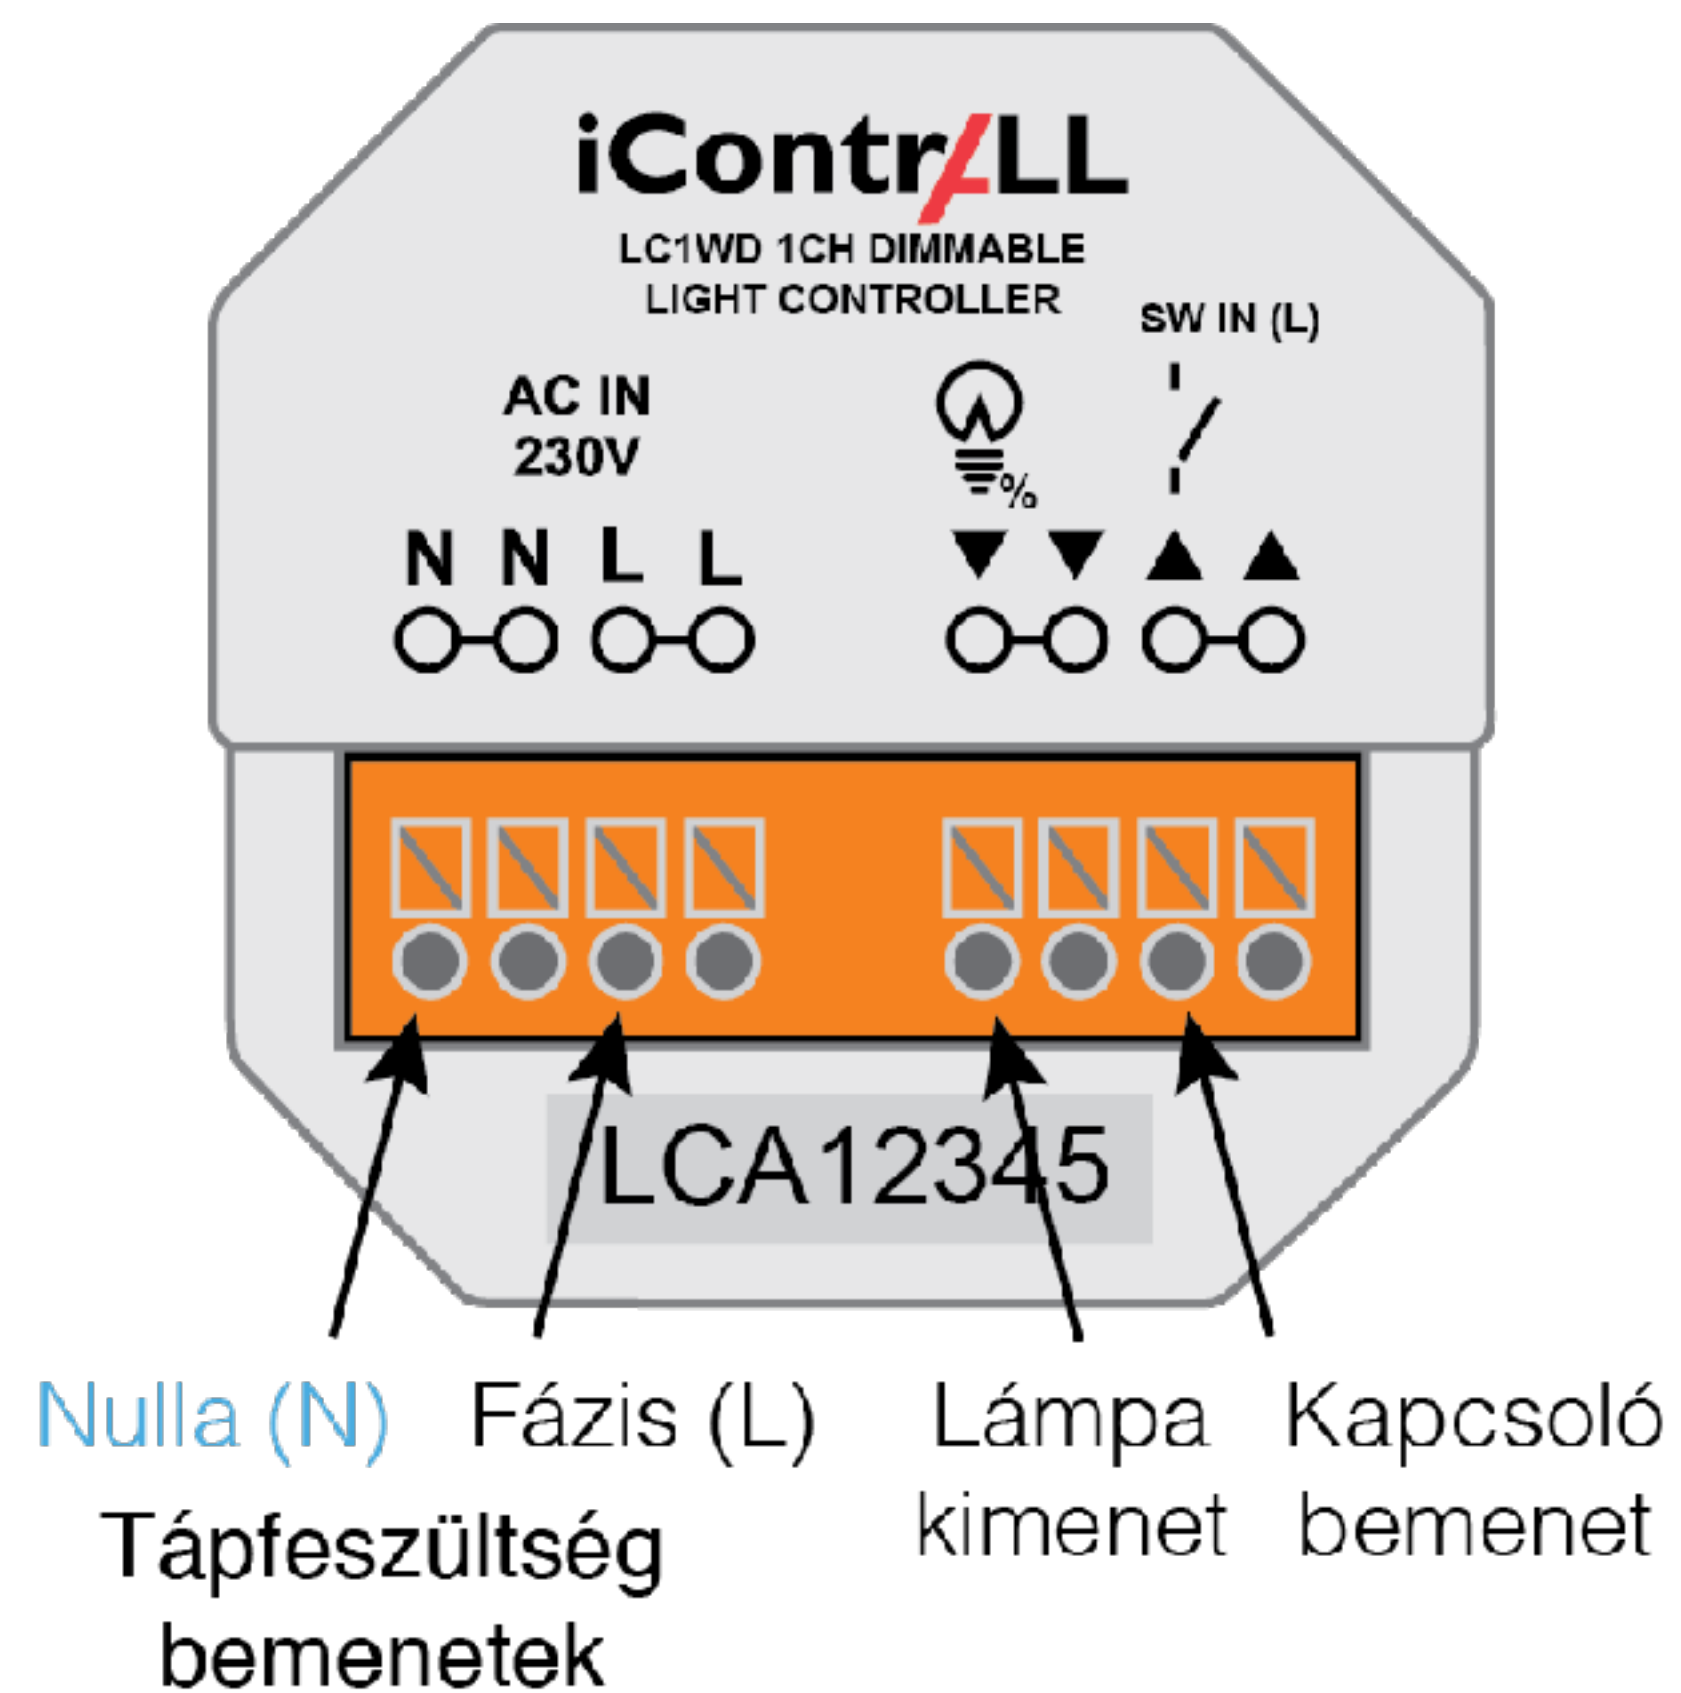 iContrALL
LC1WD 1CH DIMMABLE
LIGHT CONTROLLER
SW IN (L)
AC IN
230V
%
N N L L
LCA12345
Nulla (N) Fázis (L) Lámpa Kapcsoló
kimenet bemenet
Tápfeszültség
bemenetek